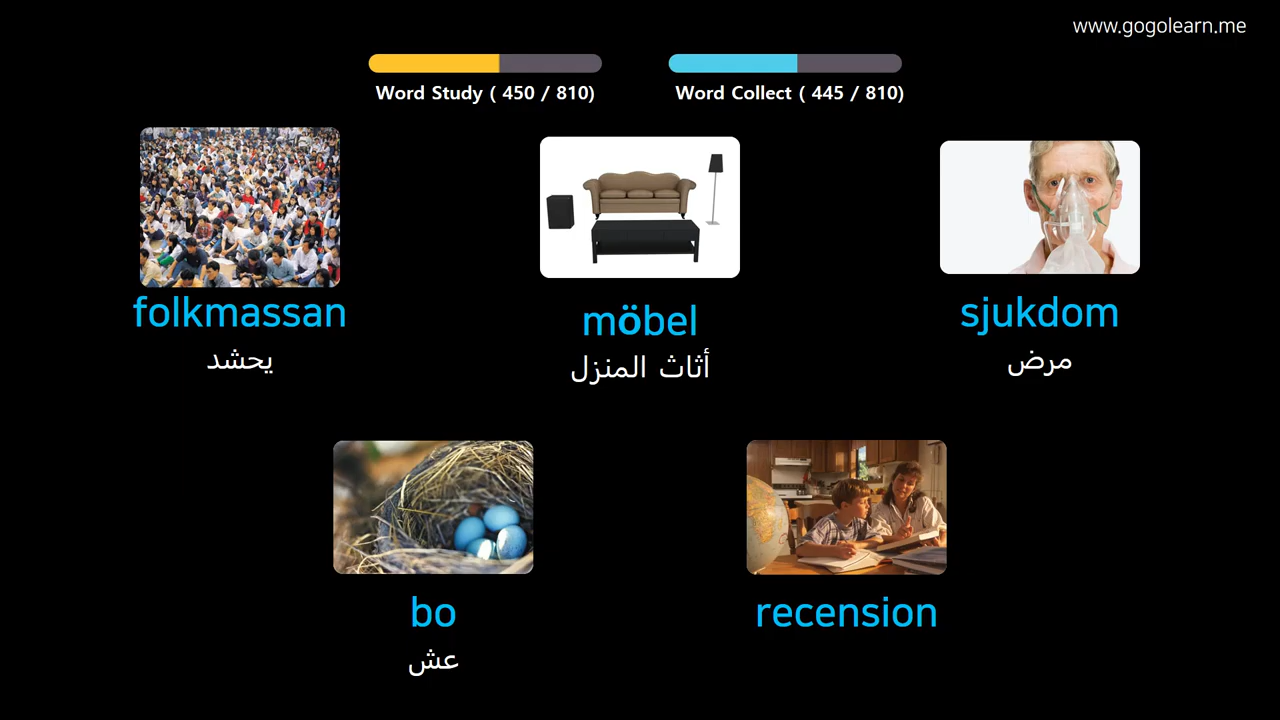 www.gogolearn.me
Word Study ( 450 / 810)
Word Collect ( 445 / 810)
folkmassan
يحشد
möbel
أثاث المنزل
sjukdom
مرض
bo
عش
recension